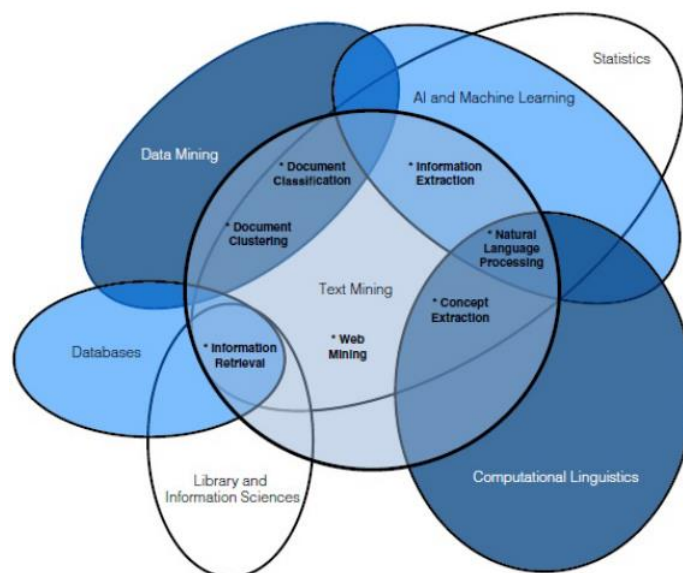 Statistics
AI and Machine Learning
Data Mining
* Document
Classification
* Information
Extraction
* Document
Clustering
* Natural
Language
Processing
Text Mining
* Concept
Extraction
* Web
Mining
Databases
* Information
Retrieval
Library and
Information Sciences
Computational Linguistics